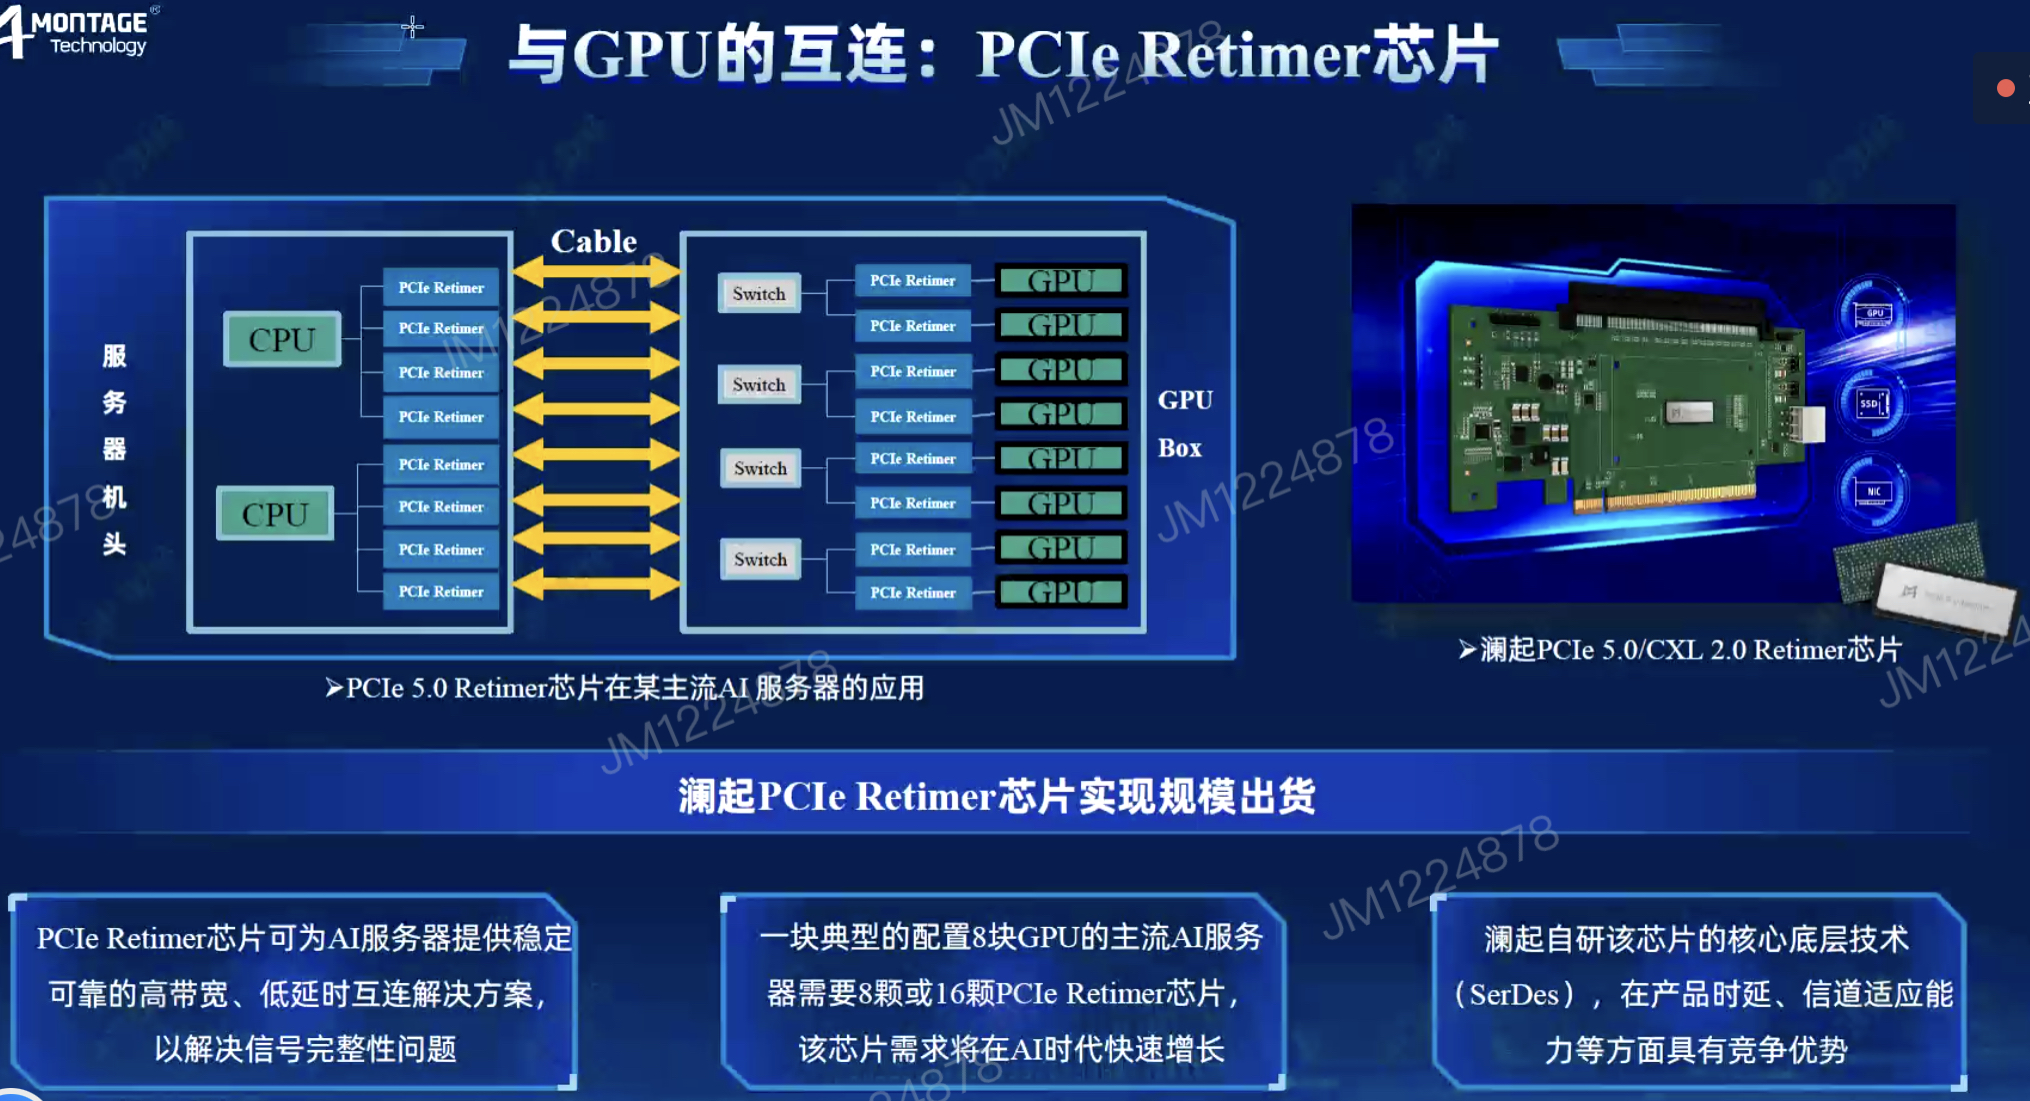 MONTAGE®
Technology
与GPU的互连：PCIe Retimer芯片
服务器机头
CPU
CPU
PCIe Retimer
PCIe Retimer
PCIe Retimer
PCIe Retimer
PCIe Retimer
PCIe Retimer
PCIe Retimer
PCIe Retimer
Cable
Switch
Switch
Switch
Switch
PCIe Retimer
PCIe Retimer
PCIe Retimer
PCIe Retimer
PCIe Retimer
PCIe Retimer
PCIe Retimer
PCIe Retimer
GPU
GPU
GPU
GPU
GPU
GPU
GPU
GPU
GPU
Box
➢PCIe 5.0 Retimer芯片在某主流AI 服务器的应用
GPU
SSD
NIC
➢澜起PCIe 5.0/CXL 2.0 Retimer芯片
澜起PCIe Retimer芯片实现规模出货
PCIe Retimer芯片可为AI服务器提供稳定
可靠的高带宽、低延时互连解决方案，
以解决信号完整性问题
一块典型的配置8块GPU的主流AI服务
器需要8颗或16颗PCIe Retimer芯片，
该芯片需求将在AI时代快速增长
澜起自研该芯片的核心底层技术
（SerDes），在产品时延、信道适应能
力等方面具有竞争优势
JM1224878
JM1224878
JM1224878
JM1224878
JM1224878